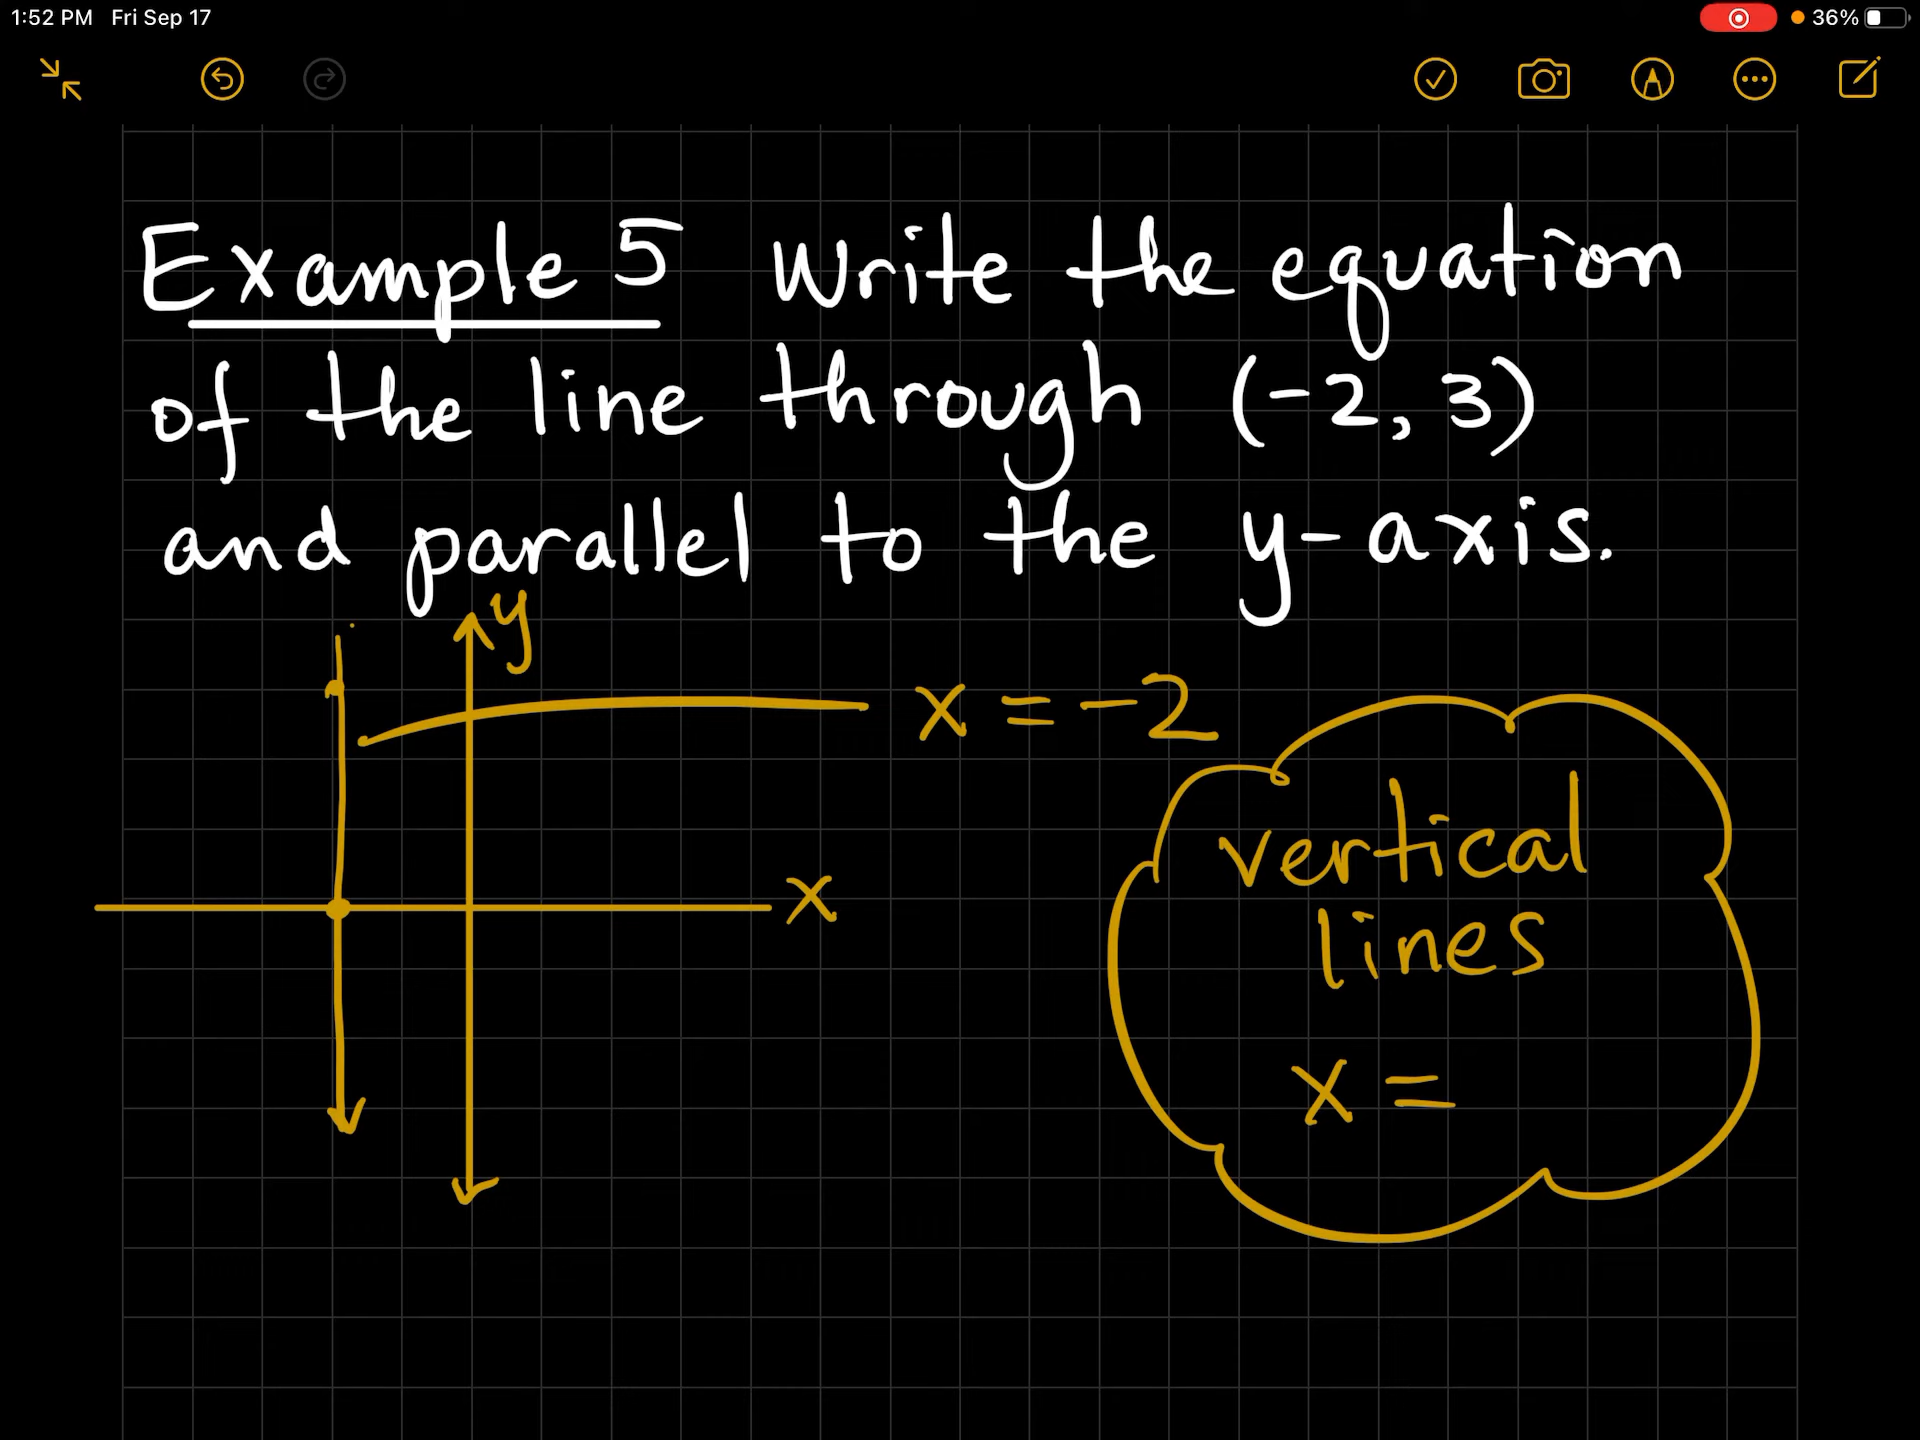 1:52 PM Fri Sep 17 36%
Example 5 Write the equation
of the line through (-2, 3)
and parallel to the y-axis.
y
x = -2
x
vertical
lines
x =